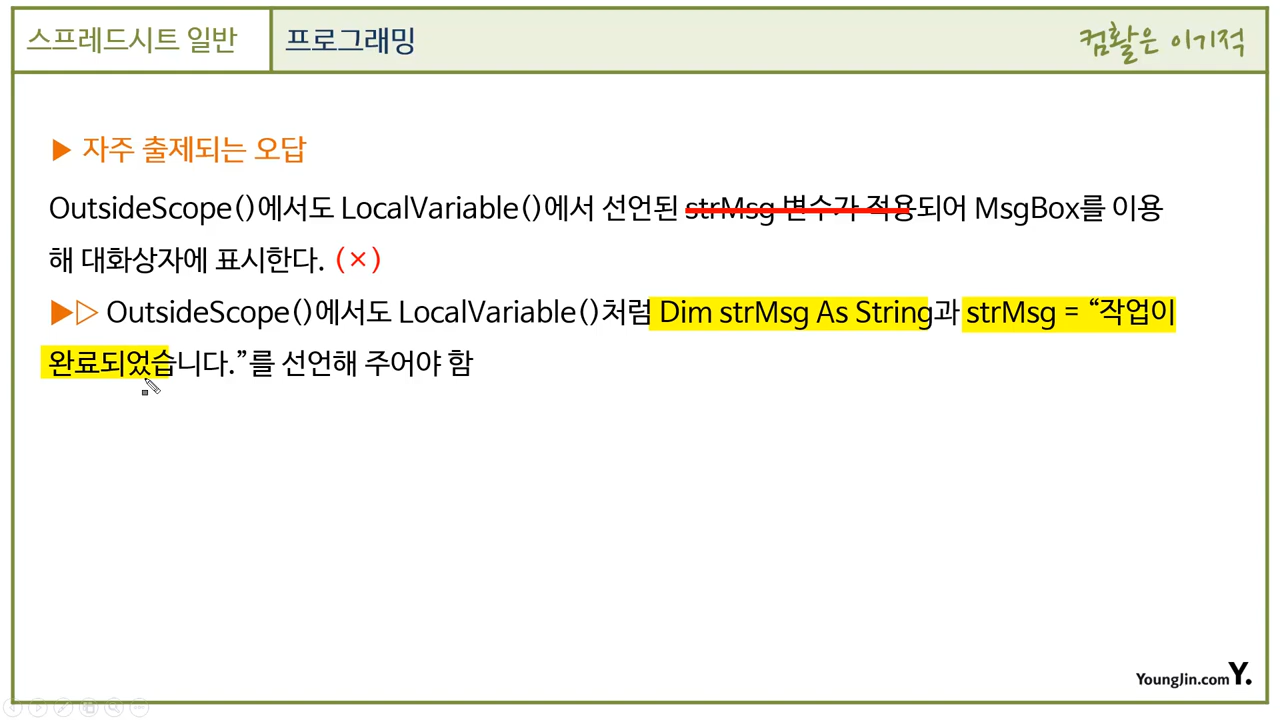 스프레드시트 일반
프로그래밍
컴활은 이기적
▶ 자주 출제되는 오답
OutsideScope()에서도 LocalVariable()에서 선언된 strMsg 변수가 적용되어 MsgBox를 이용
해 대화상자에 표시한다. (×)
▶▷ OutsideScope()에서도 LocalVariable()처럼 Dim strMsg As String과 strMsg = “작업이
완료되었습니다.”를 선언해 주어야 함
YoungJin.com Y.